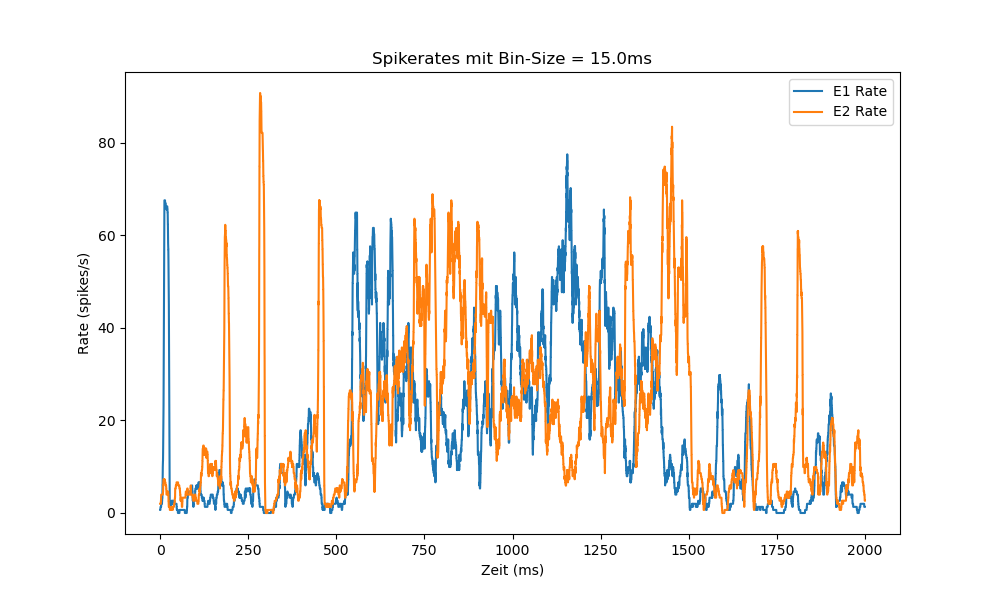 Spikerates mit Bin-Size = 15.0ms
E1 Rate
E2 Rate
80
60
40
20
0
Rate (spikes/s)
0 250 500 750 1000 1250 1500 1750 2000
Zeit (ms)